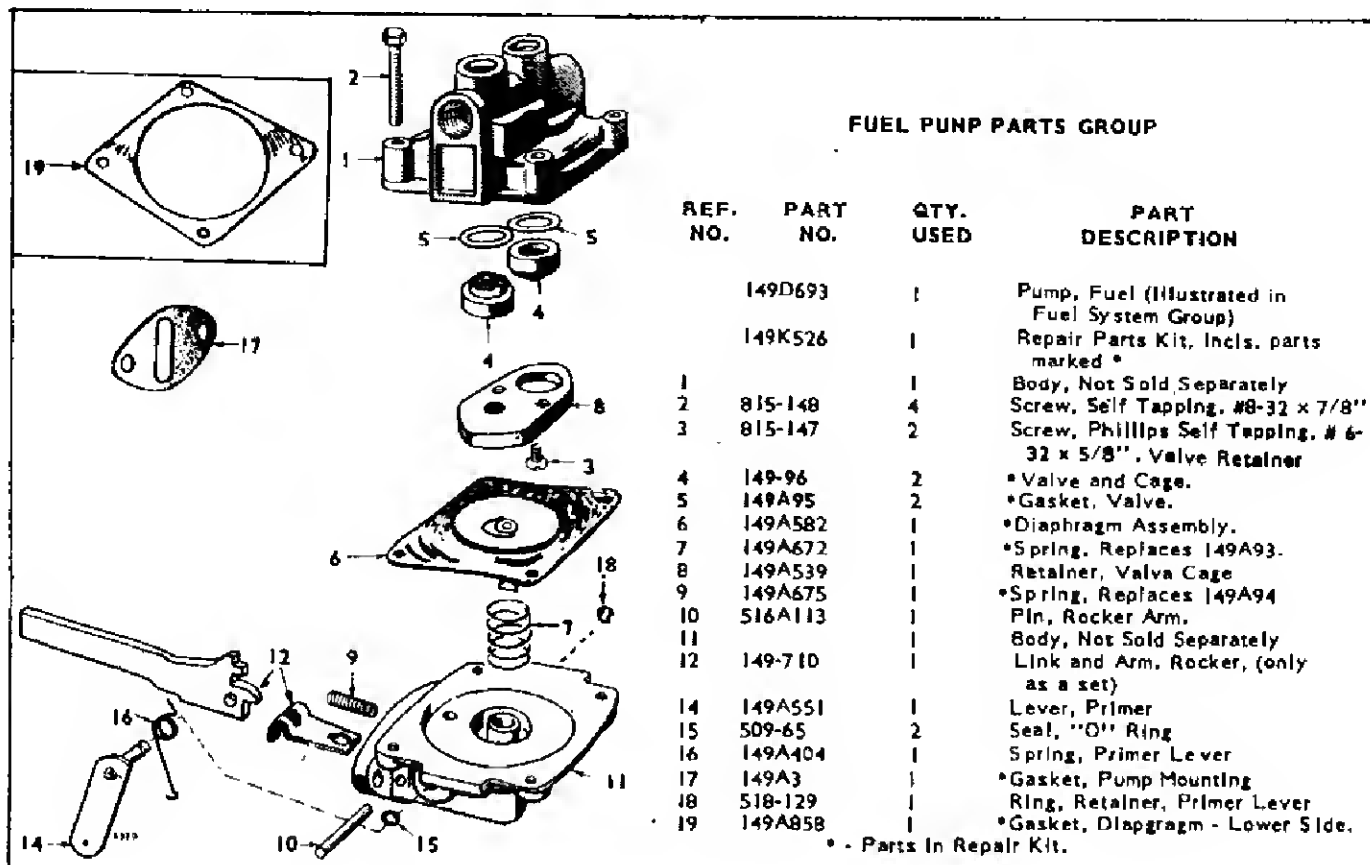 FUEL PUNP PARTS GROUP
REF. NO. PART NO. QTY. USED PART DESCRIPTION
149D693 1 Pump, Fuel (Illustrated in
Fuel System Group)
149K526 1 Repair Parts Kit, Incls. parts
marked *
1 1 Body, Not Sold Separately
2 815-148 4 Screw, Self Tapping, #8-32 x 7/8"
3 815-147 2 Screw, Phillips Self Tapping, # 6-
32 x 5/8", Valve Retainer
4 149-96 2 *Valve and Cage.
5 149A95 2 *Gasket, Valve.
6 149A582 1 *Diaphragm Assembly.
7 149A672 1 *Spring, Replaces 149A93.
8 149A539 1 Retainer, Valva Cage
9 149A675 1 *Spring, Replaces 149A94
10 516A113 1 Pin, Rocker Arm.
11 1 Body, Not Sold Separately
12 149-710 1 Link and Arm, Rocker, (only
as a set)
14 149A551 1 Lever, Primer
15 509-65 2 Seal, "O" Ring
16 149A404 1 Spring, Primer Lever
17 149A3 1 *Gasket, Pump Mounting
18 518-129 1 Ring, Retainer, Primer Lever
19 149A858 1 *Gasket, Diapgragm - Lower Side.
* - Parts In Repair Kit.
2
19
1
5
5
4
4
17
8
3
6
18
7
12
9
16
11
14
10
15